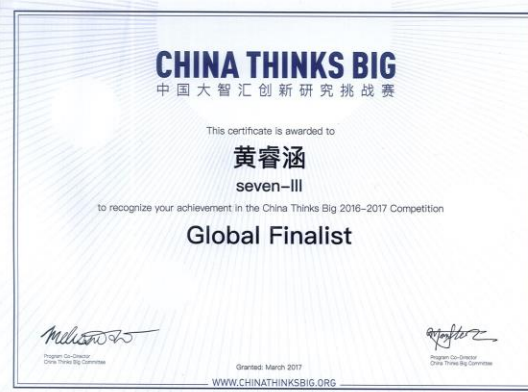 CHINA THINKS BIG
中国大智汇创新研究挑战赛
This certificate is awarded to
黄睿涵
seven-III
to recognize your achievement in the China Thinks Big 2016-2017 Competition
Global Finalist
Program Co-Director
China Thinks Big Committee
Program Co-Director
China Thinks Big Committee
Granted: March 2017
WWW.CHINATHINKSBIG.ORG